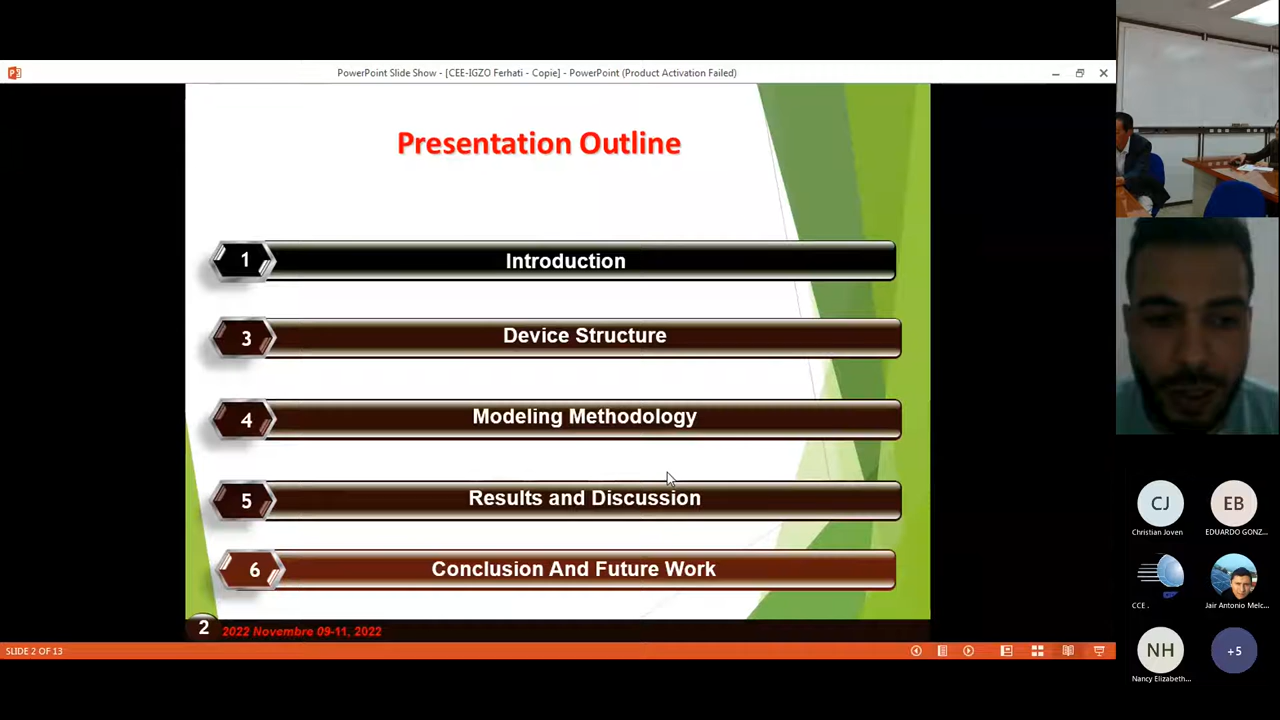 PowerPoint Slide Show - [CEE-IGZO Ferhati - Copie] - PowerPoint (Product Activation Failed)
Presentation Outline
1 Introduction
3 Device Structure
4 Modeling Methodology
5 Results and Discussion
6 Conclusion And Future Work
2 2022 Novembre 09-11, 2022
SLIDE 2 OF 13
CJ
Christian Joven
EB
EDUARDO GONZ...
CCE .
Jair Antonio Melc...
NH
Nancy Elizabeth...
+5